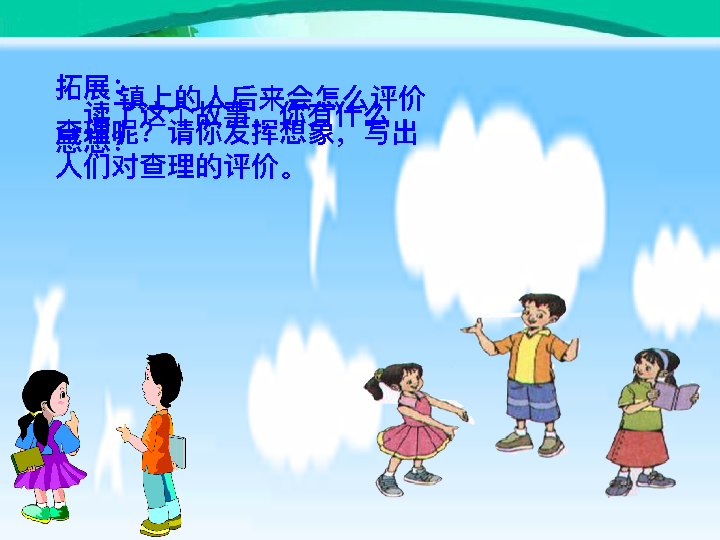 拓展：
镇上的人后来会怎么评价
读了这个故事，你有什么
查理呢？请你发挥想象，写出
感想？
人们对查理的评价。